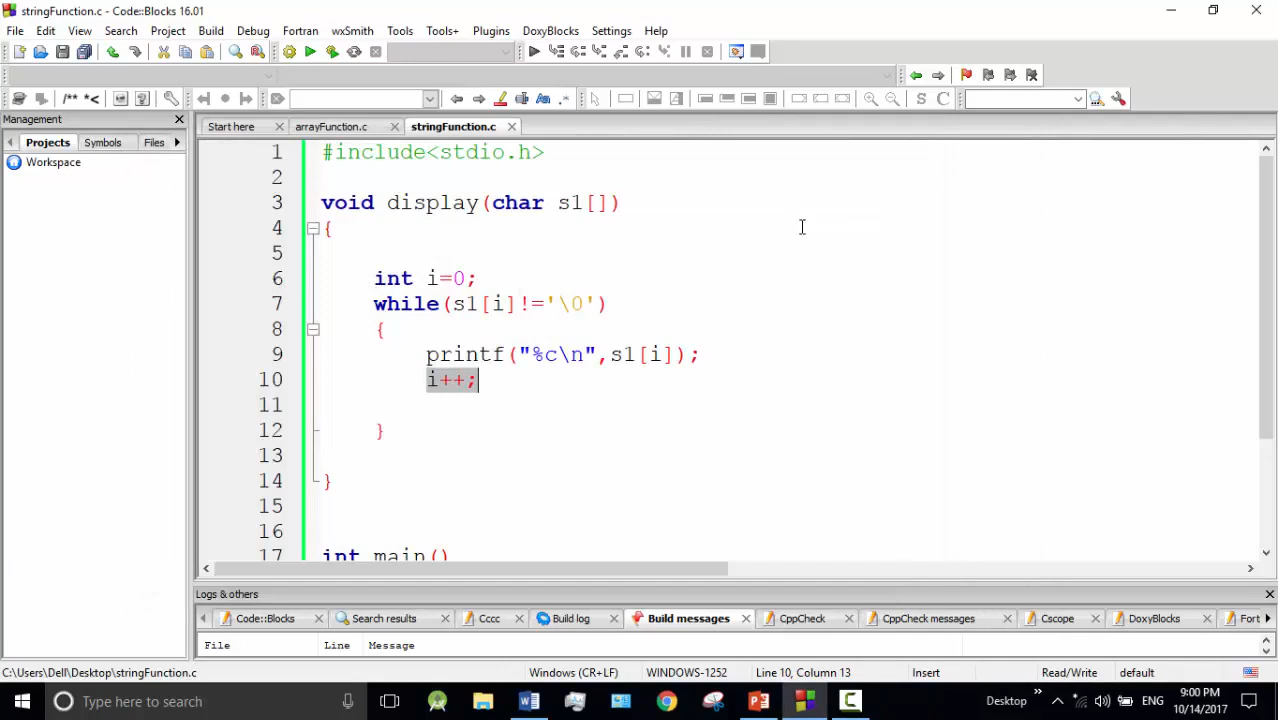 stringFunction.c - Code::Blocks 16.01
File Edit View Search Project Build Debug Fortran wxSmith Tools Tools+ Plugins DoxyBlocks Settings Help
/** *< S C
Management
Start here arrayFunction.c stringFunction.c
Projects Symbols Files
Workspace
1 #include<stdio.h>
2
3 void display(char s1[])
4 {
5
6 int i=0;
7 while(s1[i]!='\0')
8 {
9 printf("%c\n",s1[i]);
10 i++;
11
12 }
13
14 }
15
16
17 int main()
Logs & others
Code::Blocks Search results Cccc Build log Build messages CppCheck CppCheck messages Cscope DoxyBlocks Fort
File Line Message
C:\Users\Dell\Desktop\stringFunction.c Windows (CR+LF) WINDOWS-1252 Line 10, Column 13 Insert Read/Write default
Type here to search Desktop ENG 9:00 PM
10/14/2017